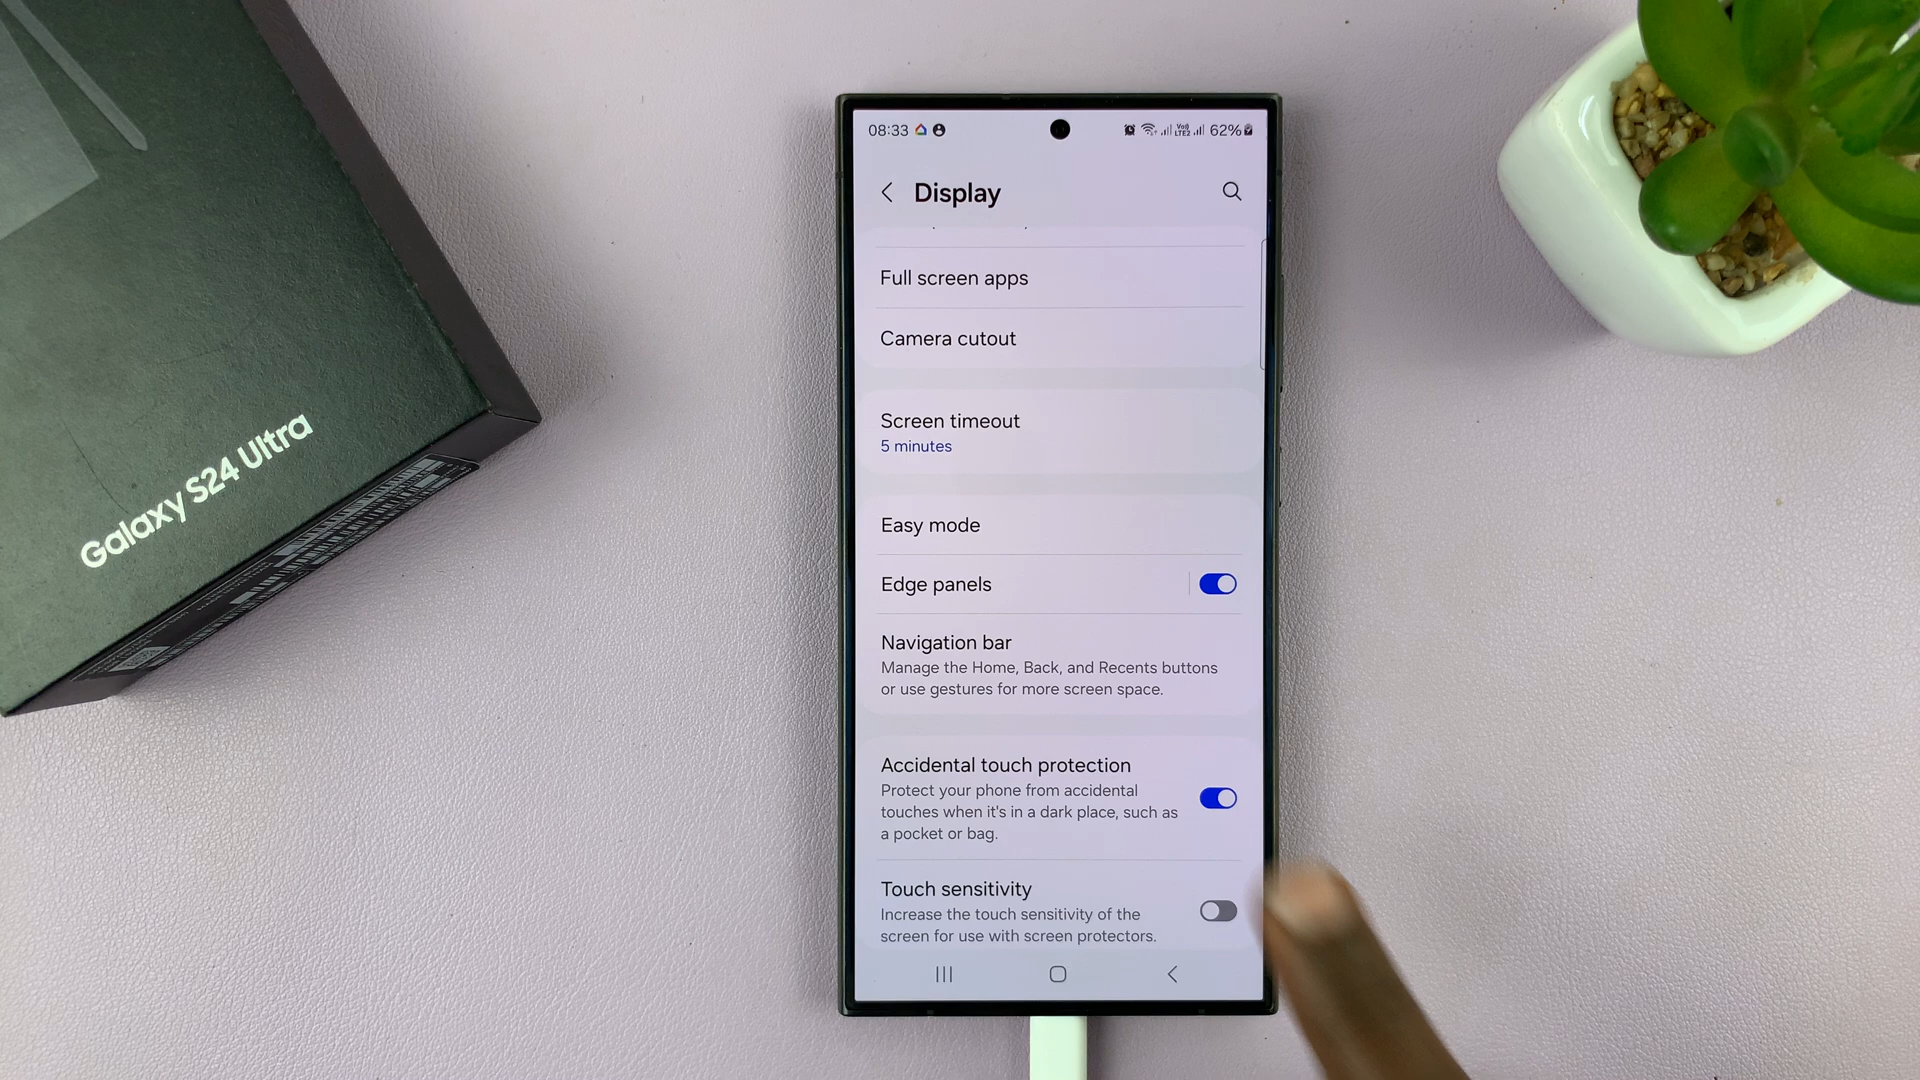 08:33
62%
Display
Full screen apps
Camera cutout
Screen timeout
5 minutes
Easy mode
Edge panels
Navigation bar
Manage the Home, Back, and Recents buttons
or use gestures for more screen space.
Accidental touch protection
Protect your phone from accidental
touches when it's in a dark place, such as
a pocket or bag.
Touch sensitivity
Increase the touch sensitivity of the
screen for use with screen protectors.
Galaxy S24 Ultra